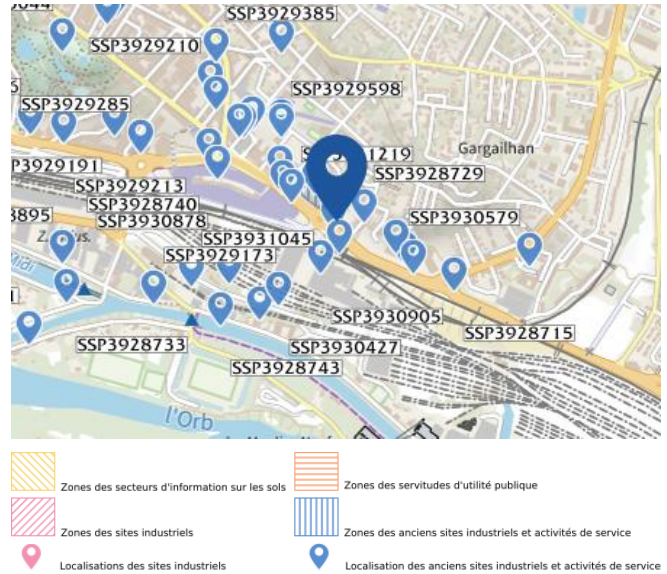 SSP3929385
SSP3929210
SSP3929598
SSP3929285
1219
Gargailhan
SSP3928729
SSP3929213
SSP3928740
SSP3930878
8895
SSP3930579
SSP3931045
SSP3929173
SSP3930905
SSP3928715
SSP3928733
SSP3930427
SSP3928743
l'Orb
Zones des secteurs d'information sur les sols
Zones des servitudes d'utilité publique
Zones des sites industriels
Zones des anciens sites industriels et activités de service
Localisations des sites industriels
Localisation des anciens sites industriels et activités de service